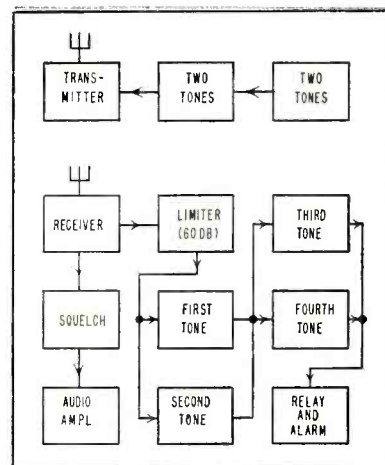 TRANS-
MITTER
TWO
TONES
TWO
TONES
RECEIVER
LIMITER
(60DB)
THIRD
TONE
SQUELCH
FIRST
TONE
FOURTH
TONE
AUDIO
AMPL
SECOND
TONE
RELAY
AND
ALARM